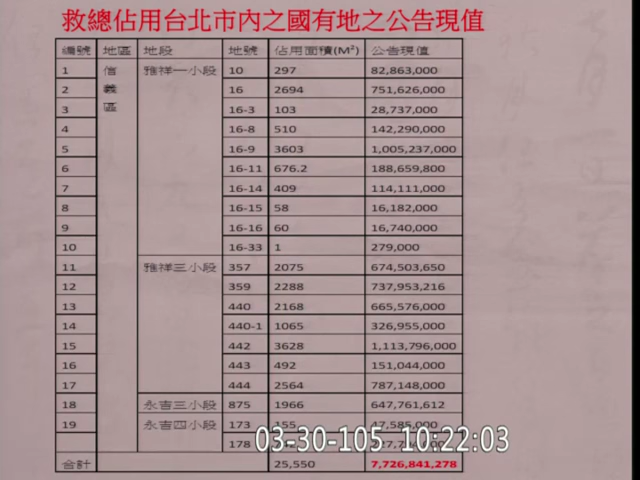 救總佔用台北市內之國有地之公告現值
編號 地區 地段 地號 佔用面積(M²) 公告現值
1 信義區 雅祥一小段 10 297 82,863,000
2 16 2694 751,626,000
3 16-3 103 28,737,000
4 16-8 510 142,290,000
5 16-9 3603 1,005,237,000
6 16-11 676.2 188,659,800
7 16-14 409 114,111,000
8 16-15 58 16,182,000
9 16-16 60 16,740,000
10 16-33 1 279,000
11 雅祥三小段 357 2075 674,503,650
12 359 2288 737,953,216
13 440 2168 665,576,000
14 440-1 1065 326,955,000
15 442 3628 1,113,796,000
16 443 492 151,044,000
17 444 2564 787,148,000
18 永吉三小段 875 1966 647,761,612
19 永吉四小段 173 155 47,585,000
178
03-30-105 10:22:03
合計 25,550 7,726,841,278